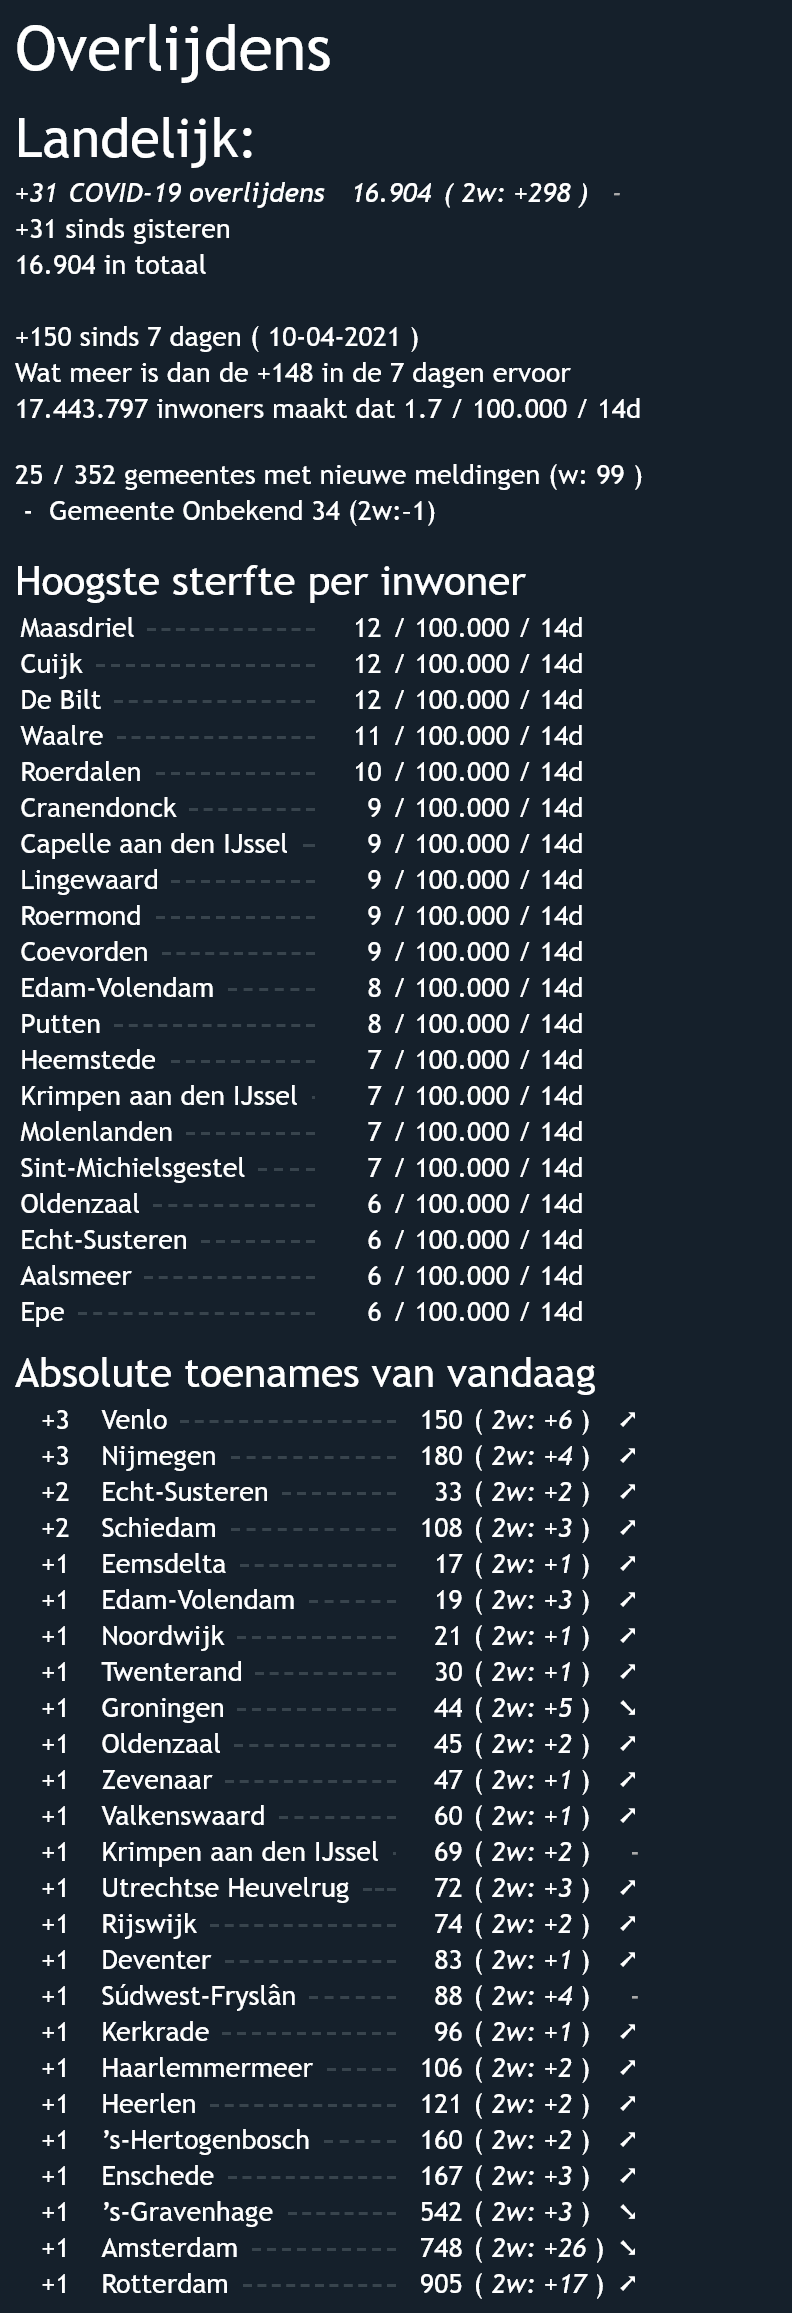 Overlijdens
Landelijk:
+31 COVID-19 overlijdens 16.904 ( 2w: +298 ) -
+31 sinds gisteren
16.904 in totaal
+150 sinds 7 dagen ( 10-04-2021 )
Wat meer is dan de +148 in de 7 dagen ervoor
17.443.797 inwoners maakt dat 1.7 / 100.000 / 14d
25 / 352 gemeentes met nieuwe meldingen (w: 99 )
- Gemeente Onbekend 34 (2w:-1)
Hoogste sterfte per inwoner
Maasdriel ------------ 12 / 100.000 / 14d
Cuijk --------------- 12 / 100.000 / 14d
De Bilt -------------- 12 / 100.000 / 14d
Waalre -------------- 11 / 100.000 / 14d
Roerdalen ----------- 10 / 100.000 / 14d
Cranendonck --------- 9 / 100.000 / 14d
Capelle aan den IJssel - 9 / 100.000 / 14d
Lingewaard ---------- 9 / 100.000 / 14d
Roermond ----------- 9 / 100.000 / 14d
Coevorden ----------- 9 / 100.000 / 14d
Edam-Volendam ------ 8 / 100.000 / 14d
Putten -------------- 8 / 100.000 / 14d
Heemstede ---------- 7 / 100.000 / 14d
Krimpen aan den IJssel - 7 / 100.000 / 14d
Molenlanden --------- 7 / 100.000 / 14d
Sint-Michielsgestel ---- 7 / 100.000 / 14d
Oldenzaal ----------- 6 / 100.000 / 14d
Echt-Susteren -------- 6 / 100.000 / 14d
Aalsmeer ------------ 6 / 100.000 / 14d
Epe ---------------- 6 / 100.000 / 14d
Absolute toenames van vandaag
+3 Venlo --------------- 150 ( 2w: +6 ) ➚
+3 Nijmegen ------------ 180 ( 2w: +4 ) ➚
+2 Echt-Susteren -------- 33 ( 2w: +2 ) ➚
+2 Schiedam ------------ 108 ( 2w: +3 ) ➚
+1 Eemsdelta ----------- 17 ( 2w: +1 ) ➚
+1 Edam-Volendam ------ 19 ( 2w: +3 ) ➚
+1 Noordwijk ----------- 21 ( 2w: +1 ) ➚
+1 Twenterand ---------- 30 ( 2w: +1 ) ➚
+1 Groningen ----------- 44 ( 2w: +5 ) ➘
+1 Oldenzaal ----------- 45 ( 2w: +2 ) ➚
+1 Zevenaar ------------ 47 ( 2w: +1 ) ➚
+1 Valkenswaard -------- 60 ( 2w: +1 ) ➚
+1 Krimpen aan den IJssel - 69 ( 2w: +2 ) -
+1 Utrechtse Heuvelrug --- 72 ( 2w: +3 ) ➚
+1 Rijswijk ------------- 74 ( 2w: +2 ) ➚
+1 Deventer ------------ 83 ( 2w: +1 ) ➚
+1 Súdwest-Fryslân ------ 88 ( 2w: +4 ) -
+1 Kerkrade ------------ 96 ( 2w: +1 ) ➚
+1 Haarlemmermeer ----- 106 ( 2w: +2 ) ➚
+1 Heerlen ------------- 121 ( 2w: +2 ) ➚
+1 ’s-Hertogenbosch ----- 160 ( 2w: +2 ) ➚
+1 Enschede ------------ 167 ( 2w: +3 ) ➚
+1 ’s-Gravenhage -------- 542 ( 2w: +3 ) ➘
+1 Amsterdam ---------- 748 ( 2w: +26 ) ➘
+1 Rotterdam ----------- 905 ( 2w: +17 ) ➚